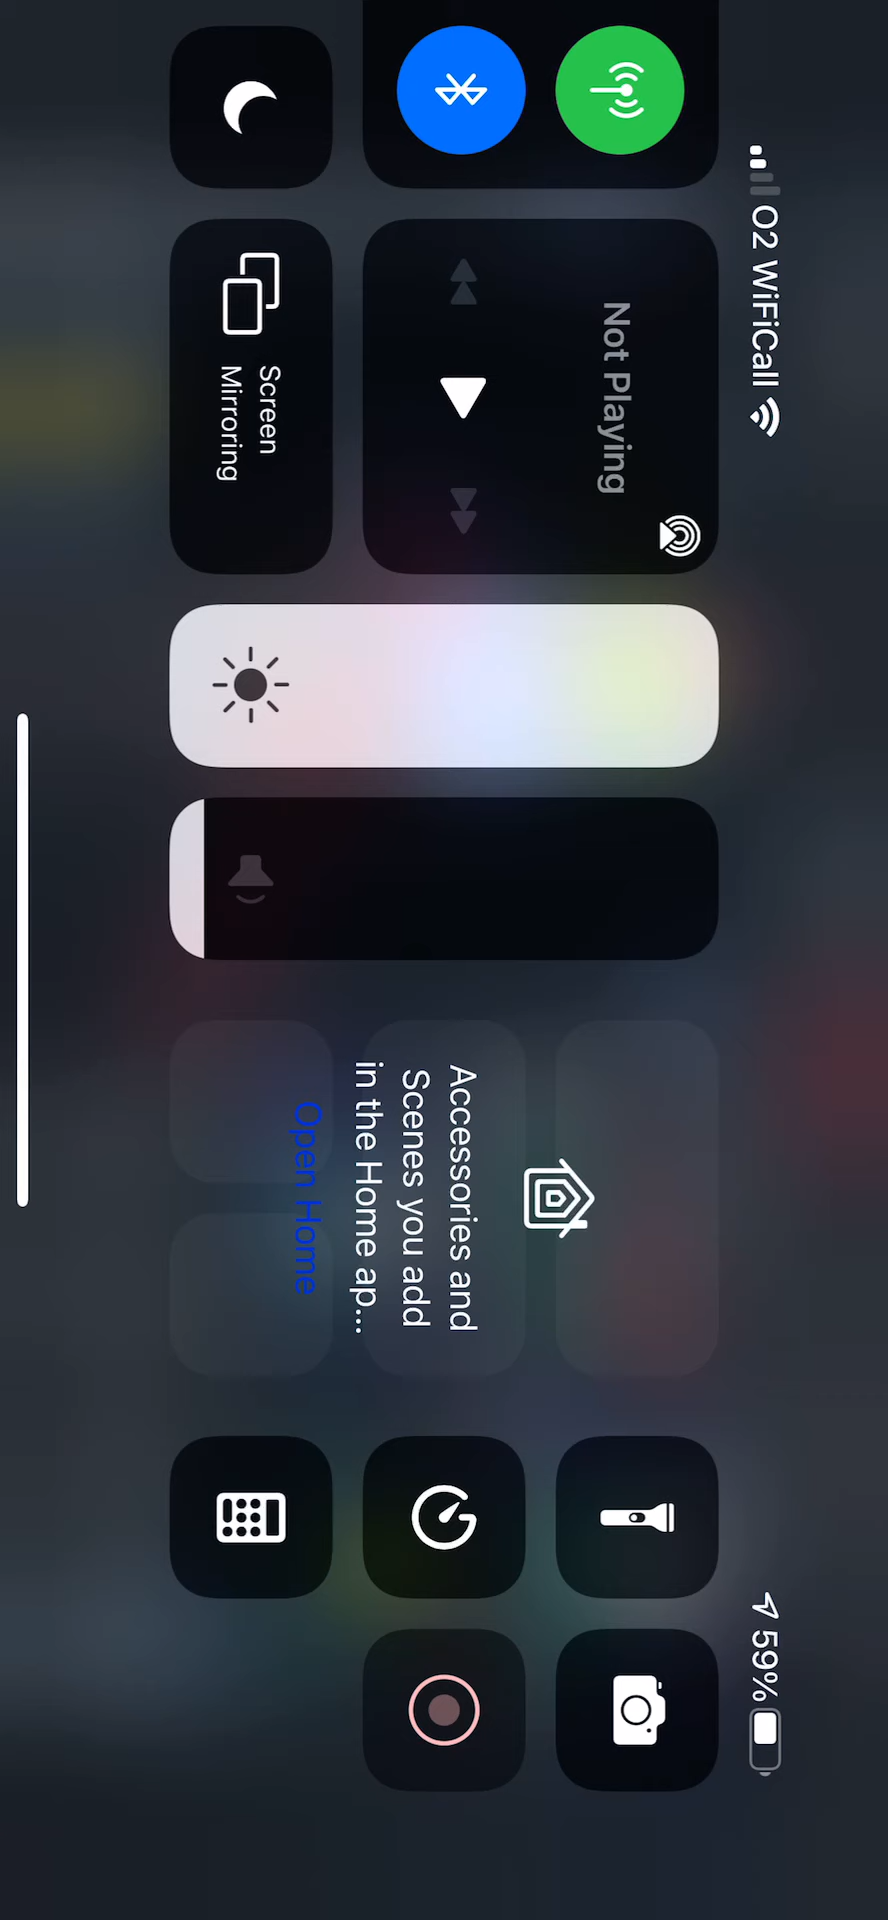 O2 WiFiCall
59%
Not Playing
Screen
Mirroring
Accessories and
Scenes you add
in the Home ap...
Open Home